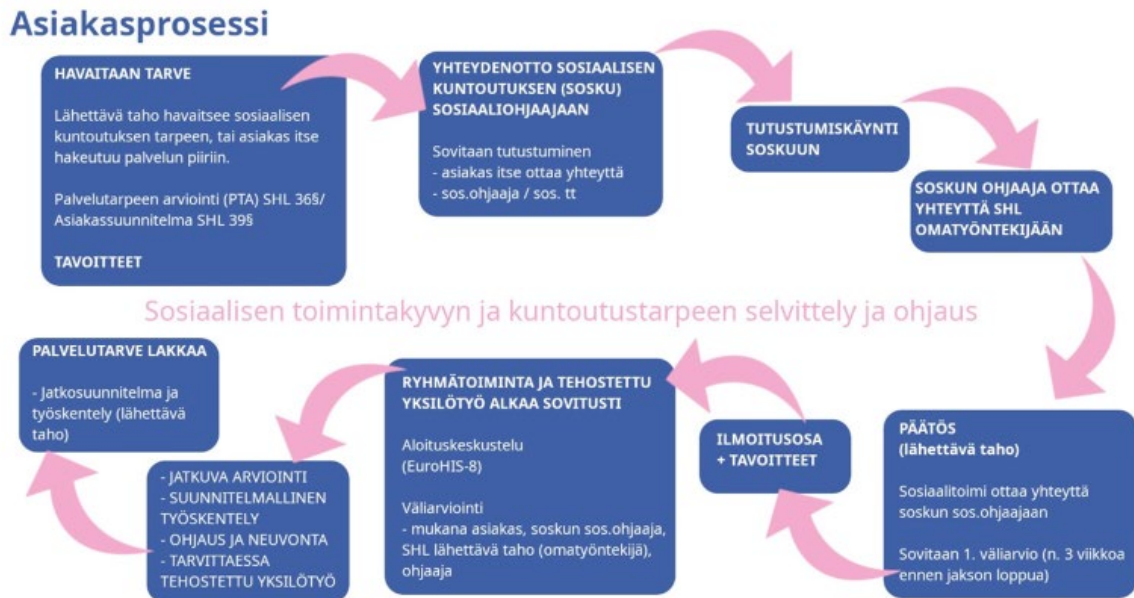 Asiakasprosessi
HAVAITAAN TARVE
Lähettävä taho havaitsee sosiaalisen
kuntoutuksen tarpeen, tai asiakas itse
hakeutuu palvelun piiriin.
Palvelutarpeen arviointi (PTA) SHL 36§/
Asiakassuunnitelma SHL 39§
TAVOITTEET
YHTEYDENOTTO SOSIAALISEN
KUNTOUTUKSEN (SOSKU)
SOSIAALIOHJAAJAAN
Sovitaan tutustuminen
- asiakas itse ottaa yhteyttä
- sos.ohjaaja / sos. tt
TUTUSTUMISKÄYNTI
SOSKUUN
SOSKUN OHJAAJA OTTAA
YHTEYTTÄ SHL
OMATYÖNTEKIJÄÄN
Sosiaalisen toimintakyvyn ja kuntoutustarpeen selvittely ja ohjaus
PÄÄTÖS
(lähettävä taho)
Sosiaalitoimi ottaa yhteyttä
soskun sos.ohjaajaan
Sovitaan 1. väliarvio (n. 3 viikkoa
ennen jakson loppua)
ILMOITUSOSA
+ TAVOITTEET
RYHMÄTOIMINTA JA TEHOSTETTU
YKSILÖTYÖ ALKAA SOVITUSTI
Aloituskeskustelu
(EuroHIS-8)
Väliarviointi
- mukana asiakas, soskun sos.ohjaaja,
SHL lähettävä taho (omatyöntekijä),
ohjaaja
- JATKUVA ARVIOINTI
- SUUNNITELMALLINEN
TYÖSKENTELY
- OHJAUS JA NEUVONTA
- TARVITTAESSA
TEHOSTETTU YKSILÖTYÖ
PALVELUTARVE LAKKAA
- Jatkosuunnitelma ja
työskentely (lähettävä
taho)